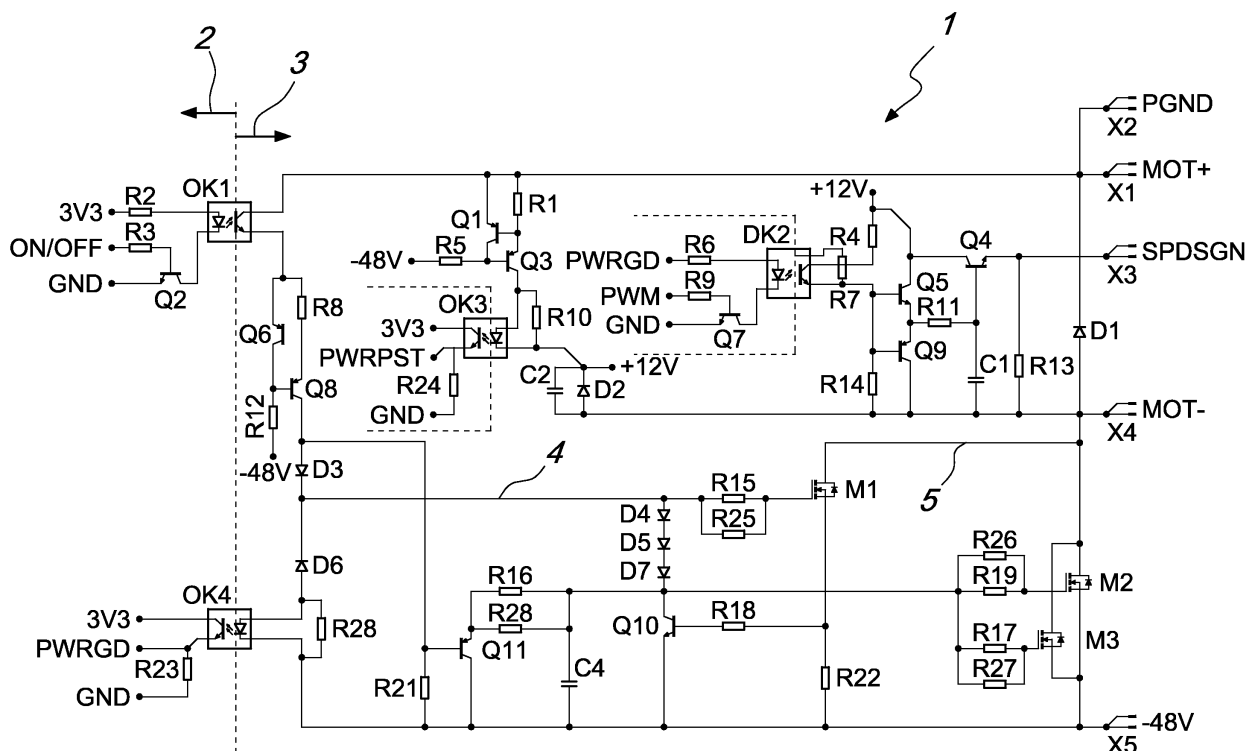 1
2
3
PGND
X2
MOT+
X1
OK1
R2
3V3
R3
ON/OFF
GND
Q2
R1
Q1
R5
-48V
Q3
+12V
DK2
R4
R6
PWRGD
R9
PWM
GND
Q7
R7
Q4
SPDSGN
X3
Q5
R11
Q9
D1
R8
Q6
Q8
R12
-48V
OK3
R10
3V3
PWRPST
R24
GND
C2
D2
+12V
R14
C1
R13
MOT-
X4
D3
4
5
R15
R25
M1
D4
D5
D7
D6
OK4
3V3
PWRGD
R23
GND
R28
R16
R28
Q11
R21
C4
Q10
R18
R22
R26
R19
M2
R17
M3
R27
-48V
X5